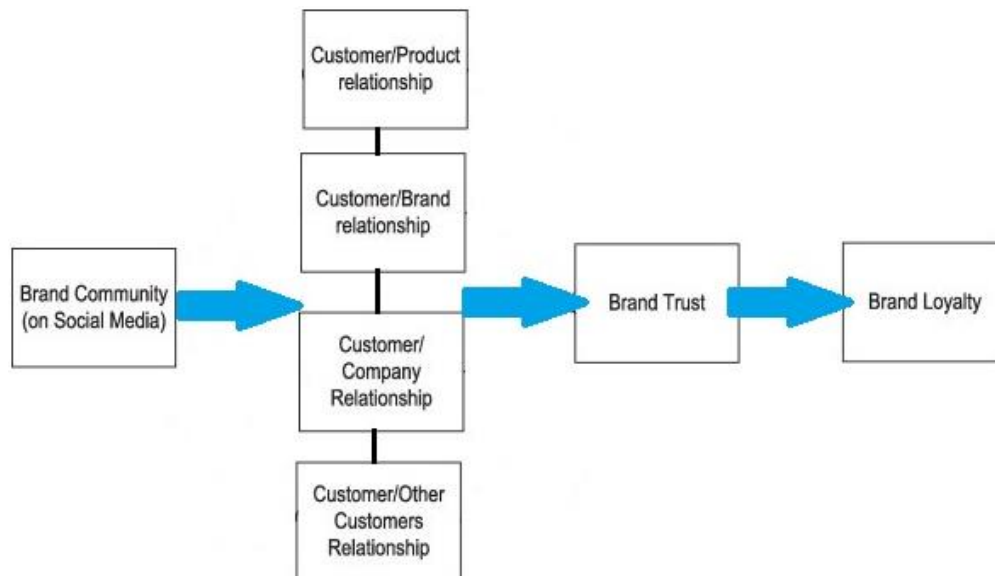 Customer/Product
relationship
Customer/Brand
relationship
Brand Community
(on Social Media)
Customer/
Company
Relationship
Customer/Other
Customers
Relationship
Brand Trust
Brand Loyalty